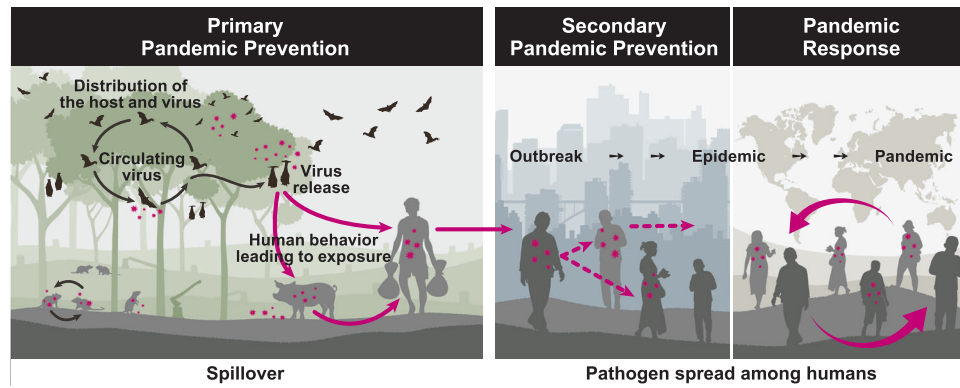 Primary
Pandemic Prevention
Secondary
Pandemic Prevention
Pandemic
Response
Distribution of
the host and virus
Circulating
virus
Virus
release
Human behavior
leading to exposure
Outbreak
Epidemic
Pandemic
Spillover
Pathogen spread among humans